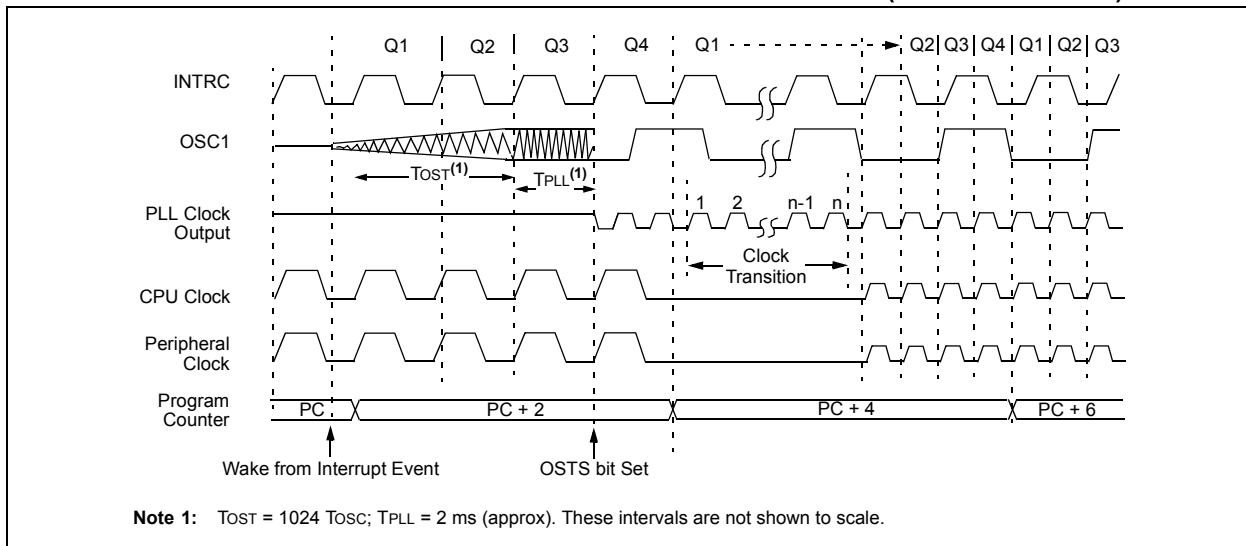 Q1 Q2 Q3 Q4 Q1 Q2 Q3 Q4 Q1 Q2 Q3
INTRC
OSC1
TOST(1) TPLL(1)
PLL Clock
Output
1 2 n-1 n
Clock
Transition
CPU Clock
Peripheral
Clock
Program
Counter
PC PC + 2 PC + 4 PC + 6
Wake from Interrupt Event OSTS bit Set
Note 1: TOST = 1024 TOSC; TPLL = 2 ms (approx). These intervals are not shown to scale.